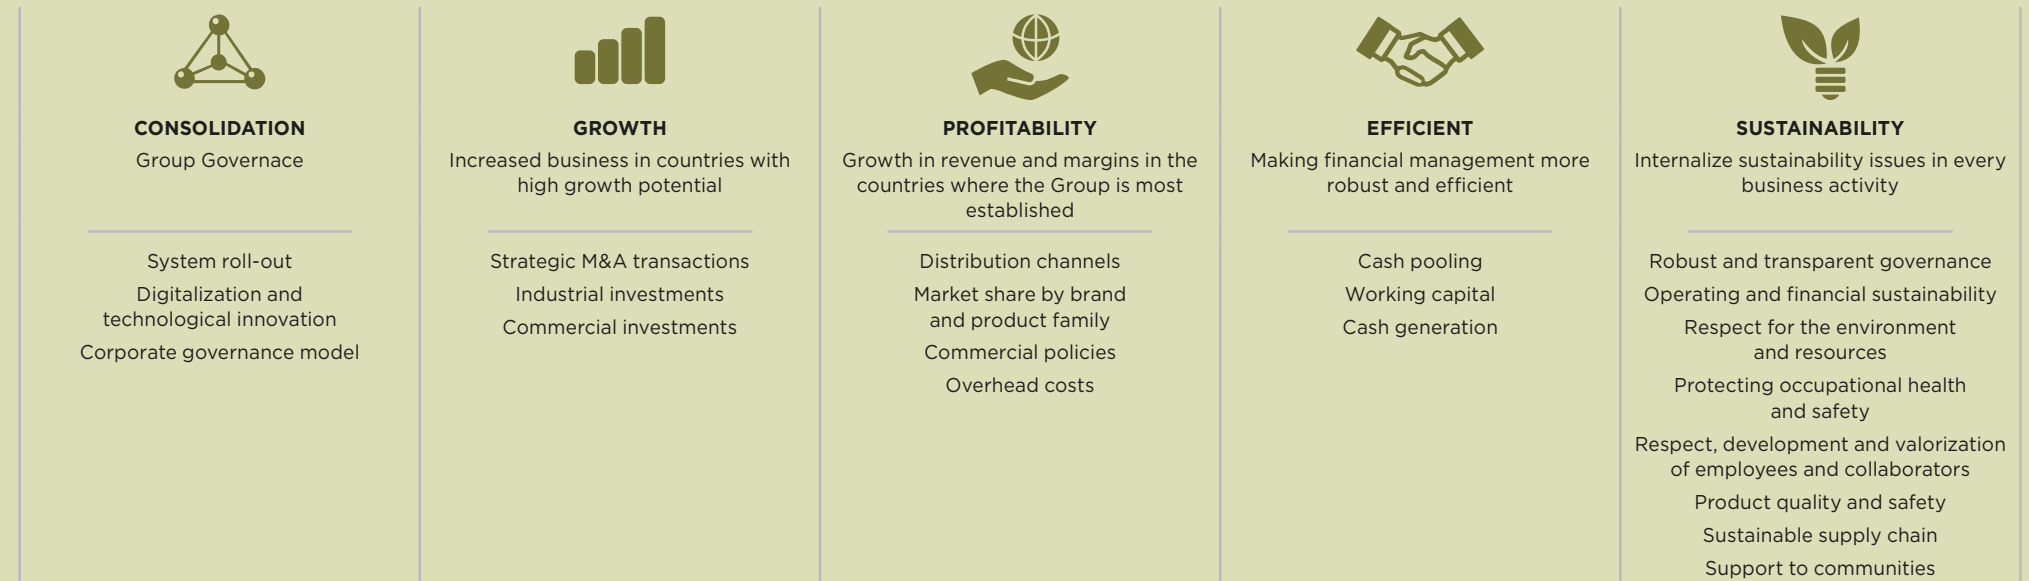 CONSOLIDATION
Group Governace
System roll-out
Digitalization and
technological innovation
Corporate governance model
GROWTH
Increased business in countries with
high growth potential
Strategic M&A transactions
Industrial investments
Commercial investments
PROFITABILITY
Growth in revenue and margins in the
countries where the Group is most
established
Distribution channels
Market share by brand
and product family
Commercial policies
Overhead costs
EFFICIENT
Making financial management more
robust and efficient
Cash pooling
Working capital
Cash generation
SUSTAINABILITY
Internalize sustainability issues in every
business activity
Robust and transparent governance
Operating and financial sustainability
Respect for the environment
and resources
Protecting occupational health
and safety
Respect, development and valorization
of employees and collaborators
Product quality and safety
Sustainable supply chain
Support to communities